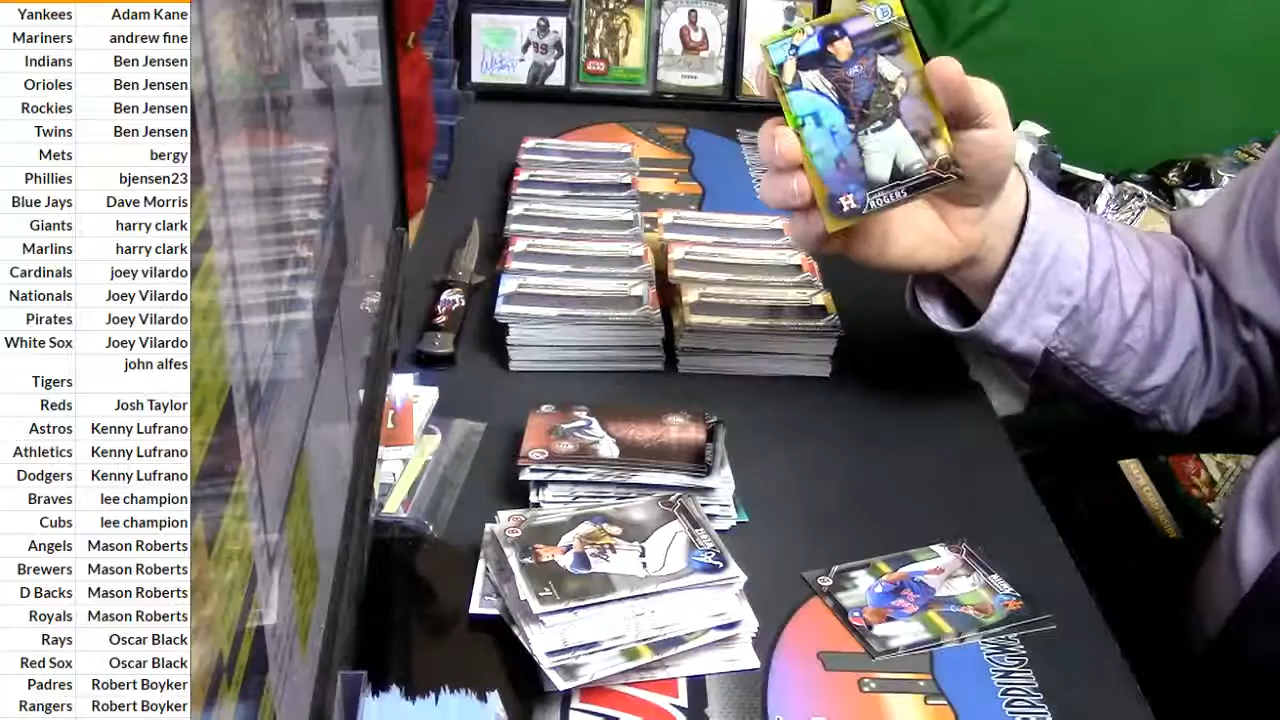 Yankees Adam Kane
Mariners andrew fine
Indians Ben Jensen
Orioles Ben Jensen
Rockies Ben Jensen
Twins Ben Jensen
Mets bergy
Phillies bjensen23
Blue Jays Dave Morris
Giants harry clark
Marlins harry clark
Cardinals joey vilardo
Nationals Joey Vilardo
Pirates Joey Vilardo
White Sox Joey Vilardo
john alfes
Tigers
Reds Josh Taylor
Astros Kenny Lufrano
Athletics Kenny Lufrano
Dodgers Kenny Lufrano
Braves lee champion
Cubs lee champion
Angels Mason Roberts
Brewers Mason Roberts
D Backs Mason Roberts
Royals Mason Roberts
Rays Oscar Black
Red Sox Oscar Black
Padres Robert Boyker
Rangers Robert Boyker
99
H
ROGERS